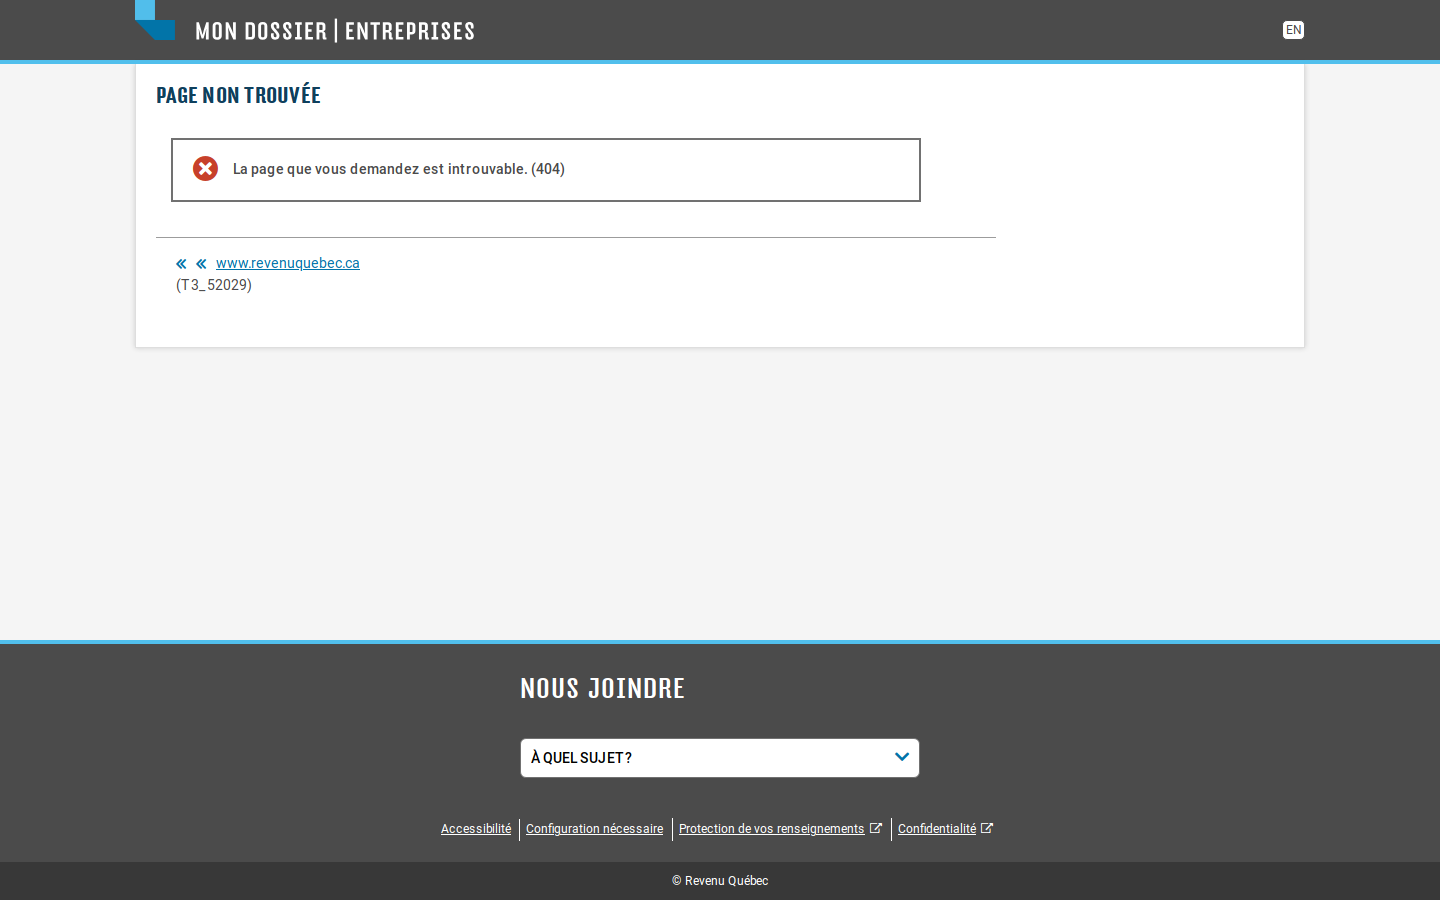 MON DOSSIER | ENTREPRISES
EN
PAGE NON TROUVÉE
La page que vous demandez est introuvable. (404)
www.revenuquebec.ca
(T3_52029)
NOUS JOINDRE
À QUEL SUJET?
Accessibilité
Configuration nécessaire
Protection de vos renseignements
Confidentialité
© Revenu Québec